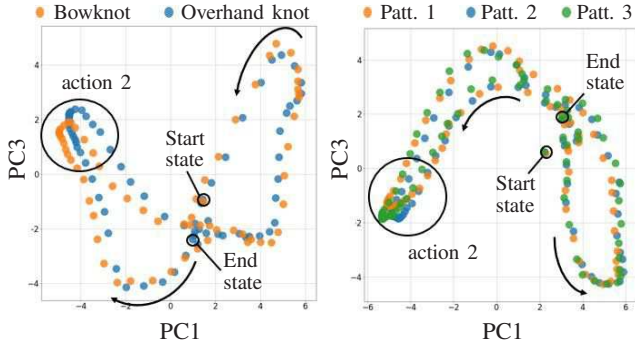 Bowknot Overhand knot
action 2
Start
state
End
state
PC3
4
2
0
−2
−4
−6 −4 −2 0 2 4 6
PC1
Patt. 1 Patt. 2 Patt. 3
End
state
Start
state
action 2
PC3
4
2
0
−2
−4
−6 −4 −2 0 2 4 6
PC1